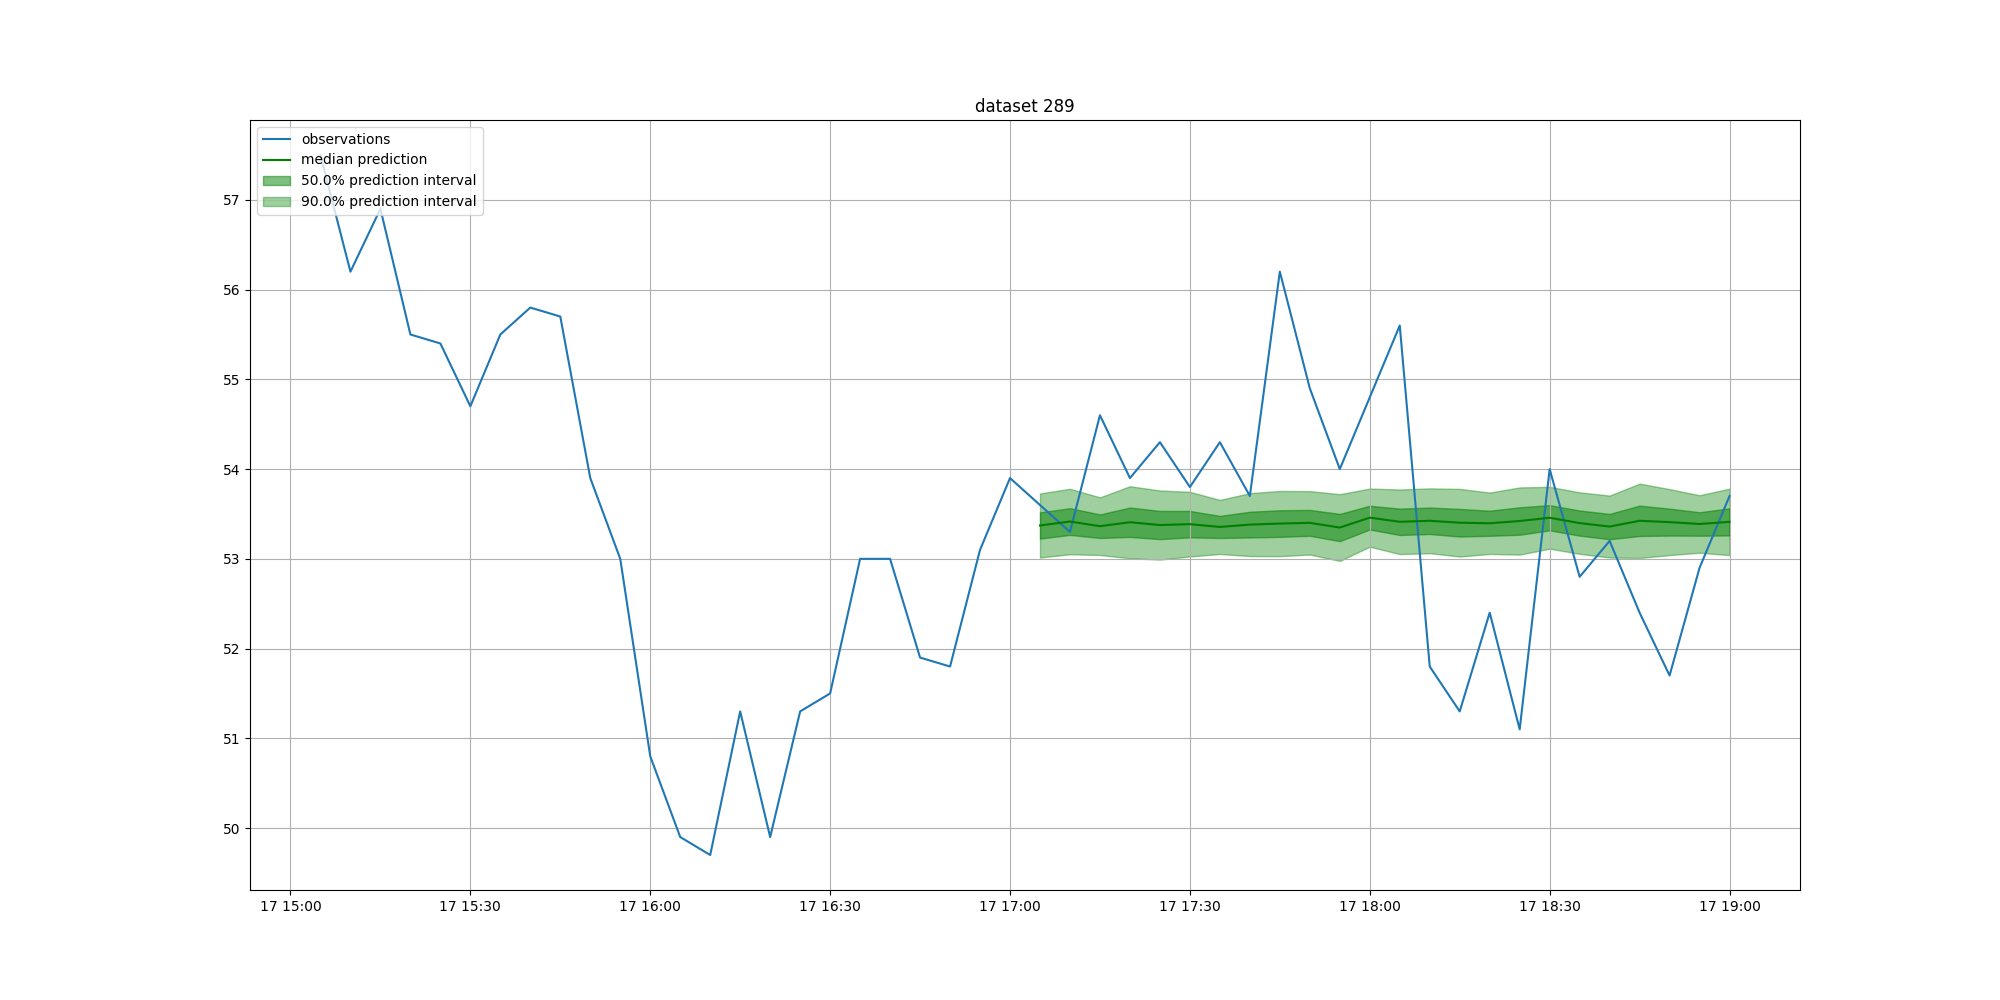 dataset 289
observations
median prediction
50.0% prediction interval
90.0% prediction interval
57
56
55
54
53
52
51
50
17 15:00 17 15:30 17 16:00 17 16:30 17 17:00 17 17:30 17 18:00 17 18:30 17 19:00